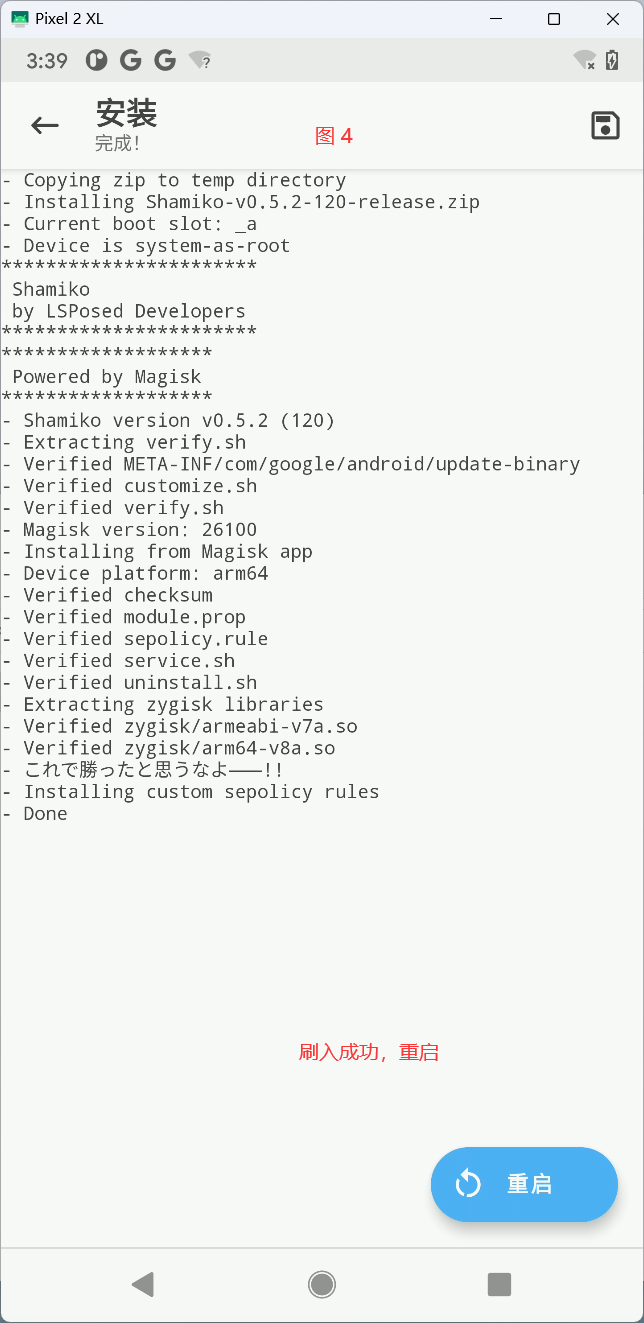 Pixel 2 XL
3:39
安装
完成！
图 4
- Copying zip to temp directory
- Installing Shamiko-v0.5.2-120-release.zip
- Current boot slot: _a
- Device is system-as-root
***********************
Shamiko
by LSPosed Developers
***********************
*******************
Powered by Magisk
*******************
- Shamiko version v0.5.2 (120)
- Extracting verify.sh
- Verified META-INF/com/google/android/update-binary
- Verified customize.sh
- Verified verify.sh
- Magisk version: 26100
- Installing from Magisk app
- Device platform: arm64
- Verified checksum
- Verified module.prop
- Verified sepolicy.rule
- Verified service.sh
- Verified uninstall.sh
- Extracting zygisk libraries
- Verified zygisk/armeabi-v7a.so
- Verified zygisk/arm64-v8a.so
- これで勝ったと思うなよ―――!!
- Installing custom sepolicy rules
- Done
刷入成功，重启
重启